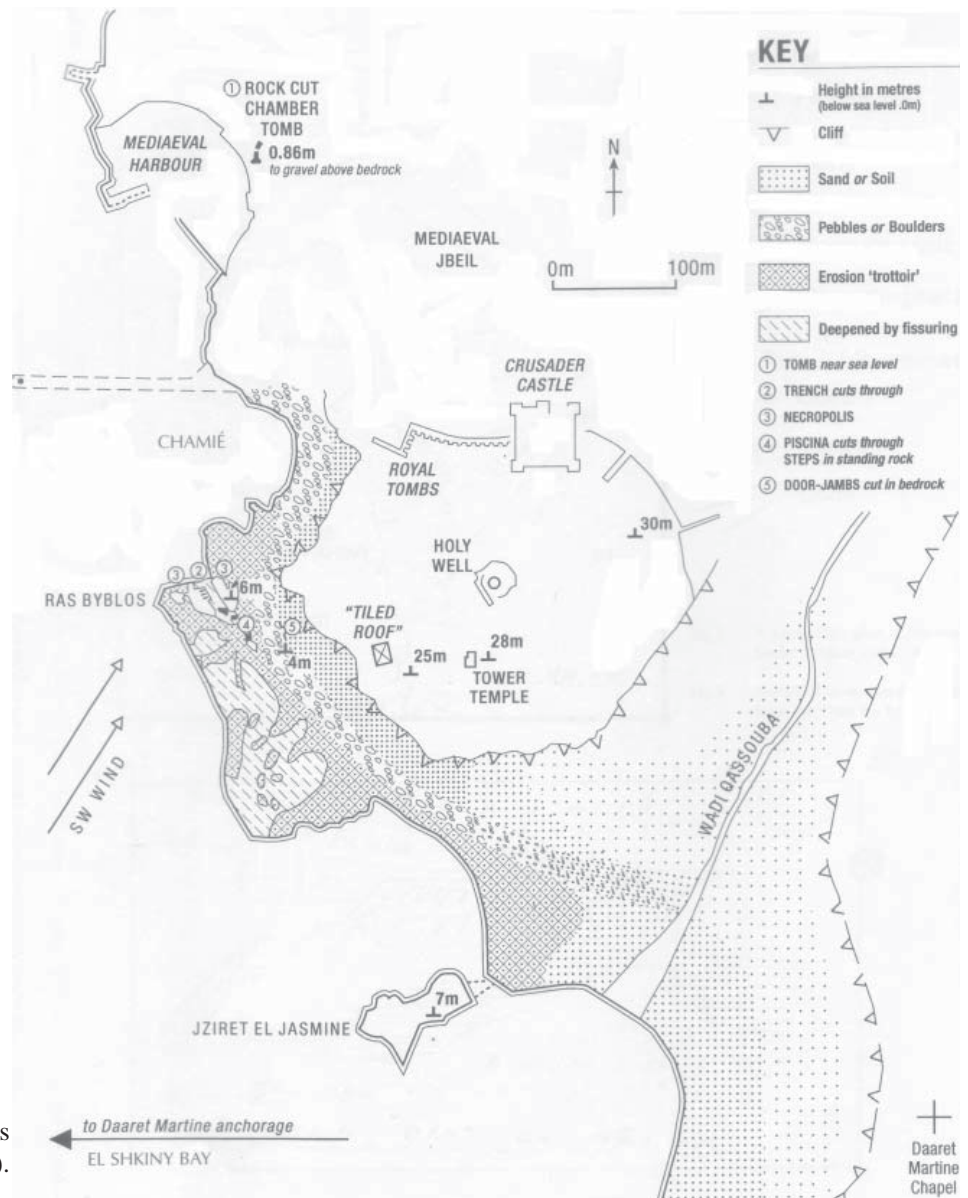 ① ROCK CUT
CHAMBER
TOMB
0.86m
to gravel above bedrock
MEDIAEVAL
HARBOUR
N
MEDIAEVAL
JBEIL
0m 100m
CRUSADER
CASTLE
CHAMIÉ
ROYAL
TOMBS
30m
HOLY
WELL
③ ② ③
6m
RAS BYBLOS
④ ⑤
4m
"TILED
ROOF"
25m
28m
TOWER
TEMPLE
SW WIND
WADI QASSOUBA
7m
JZIRET EL JASMINE
to Daaret Martine anchorage
EL SHKINY BAY
Daaret
Martine
Chapel
s
).
KEY
Height in metres
(below sea level .0m)
Cliff
Sand or Soil
Pebbles or Boulders
Erosion 'trottoir'
Deepened by fissuring
① TOMB near sea level
② TRENCH cuts through
③ NECROPOLIS
④ PISCINA cuts through
STEPS in standing rock
⑤ DOOR-JAMBS cut in bedrock